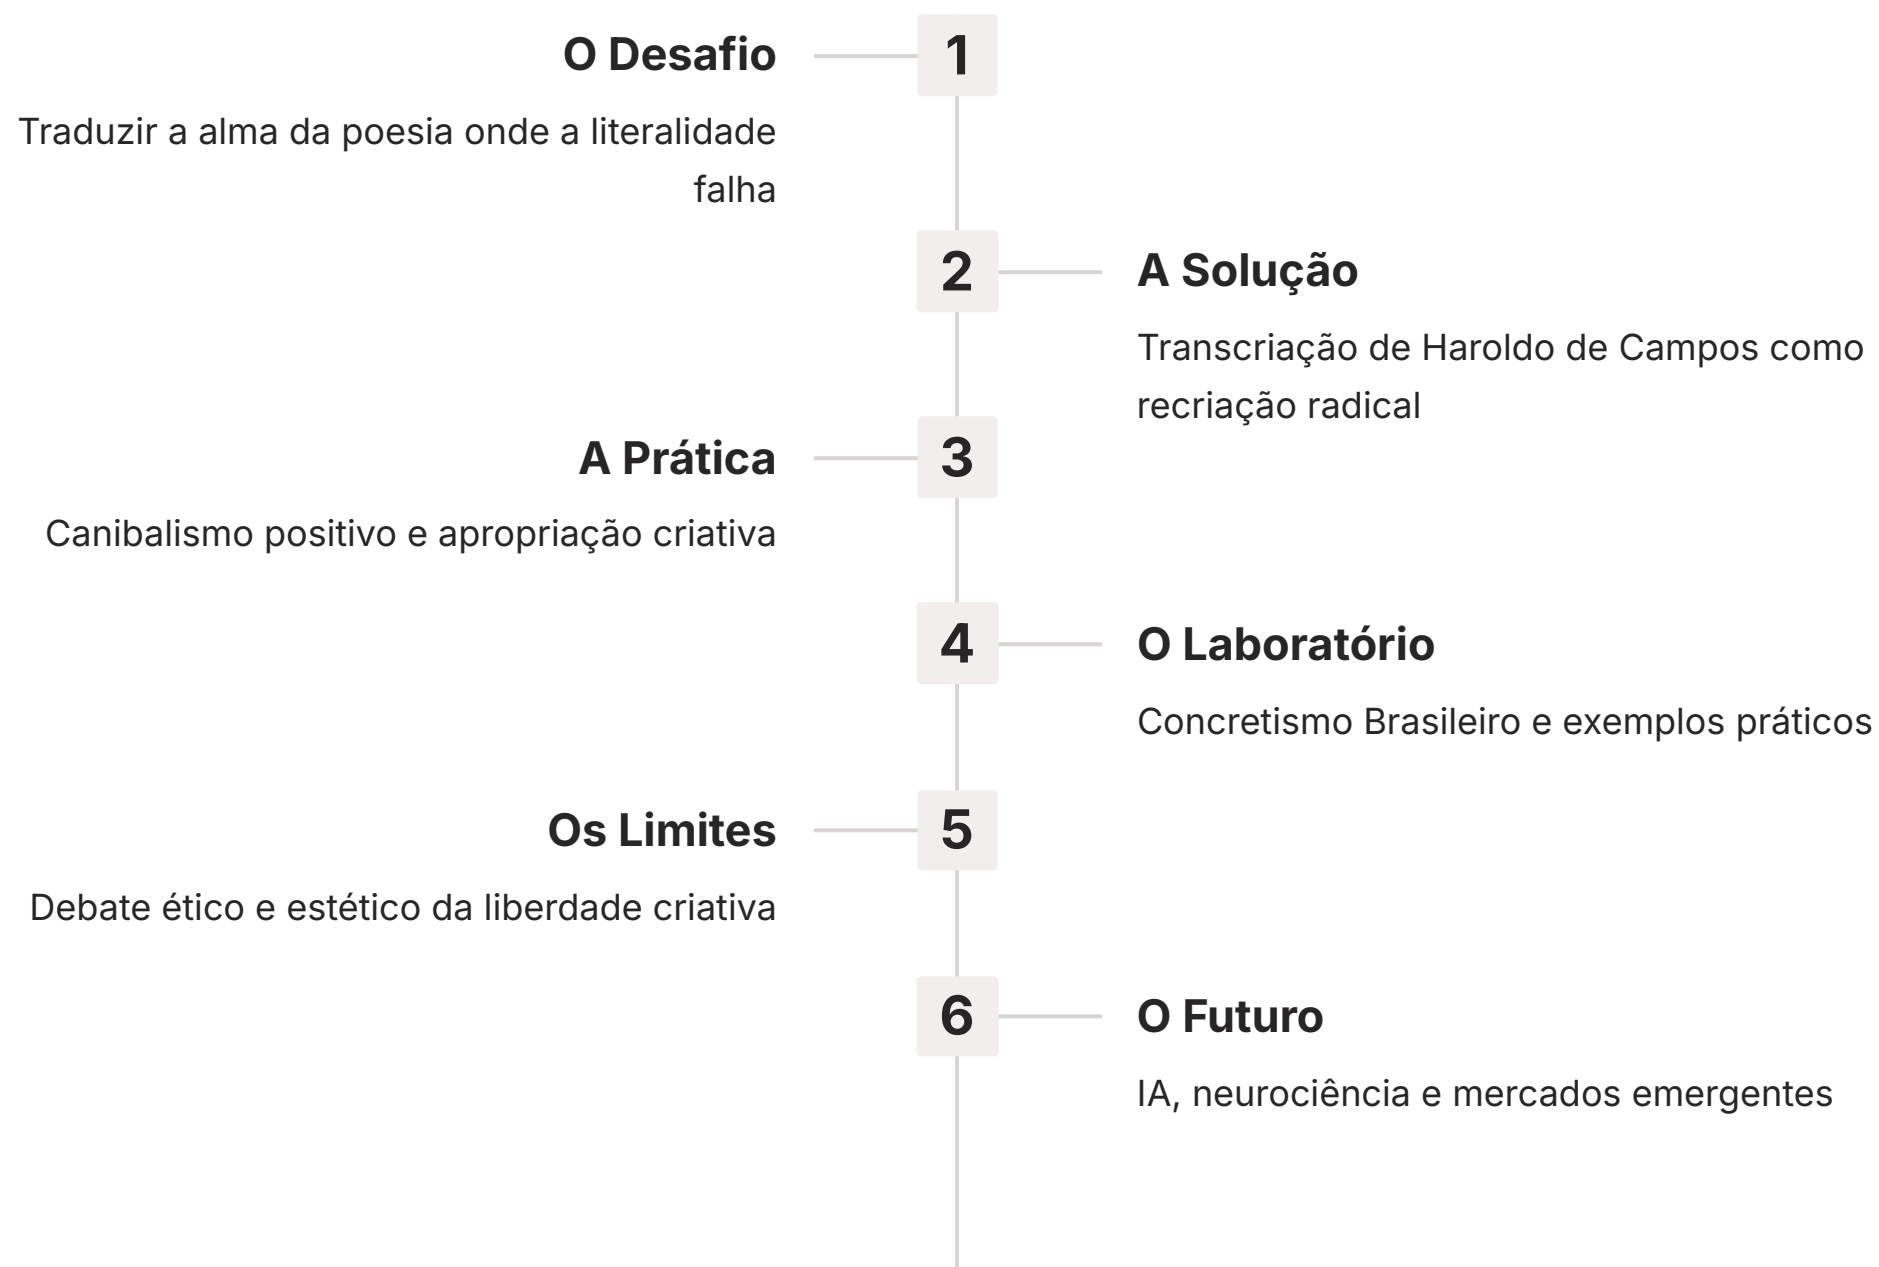 1
O Desafio
Traduzir a alma da poesia onde a literalidade
falha
2
A Solução
Transcriação de Haroldo de Campos como
recriação radical
3
A Prática
Canibalismo positivo e apropriação criativa
4
O Laboratório
Concretismo Brasileiro e exemplos práticos
5
Os Limites
Debate ético e estético da liberdade criativa
6
O Futuro
IA, neurociência e mercados emergentes